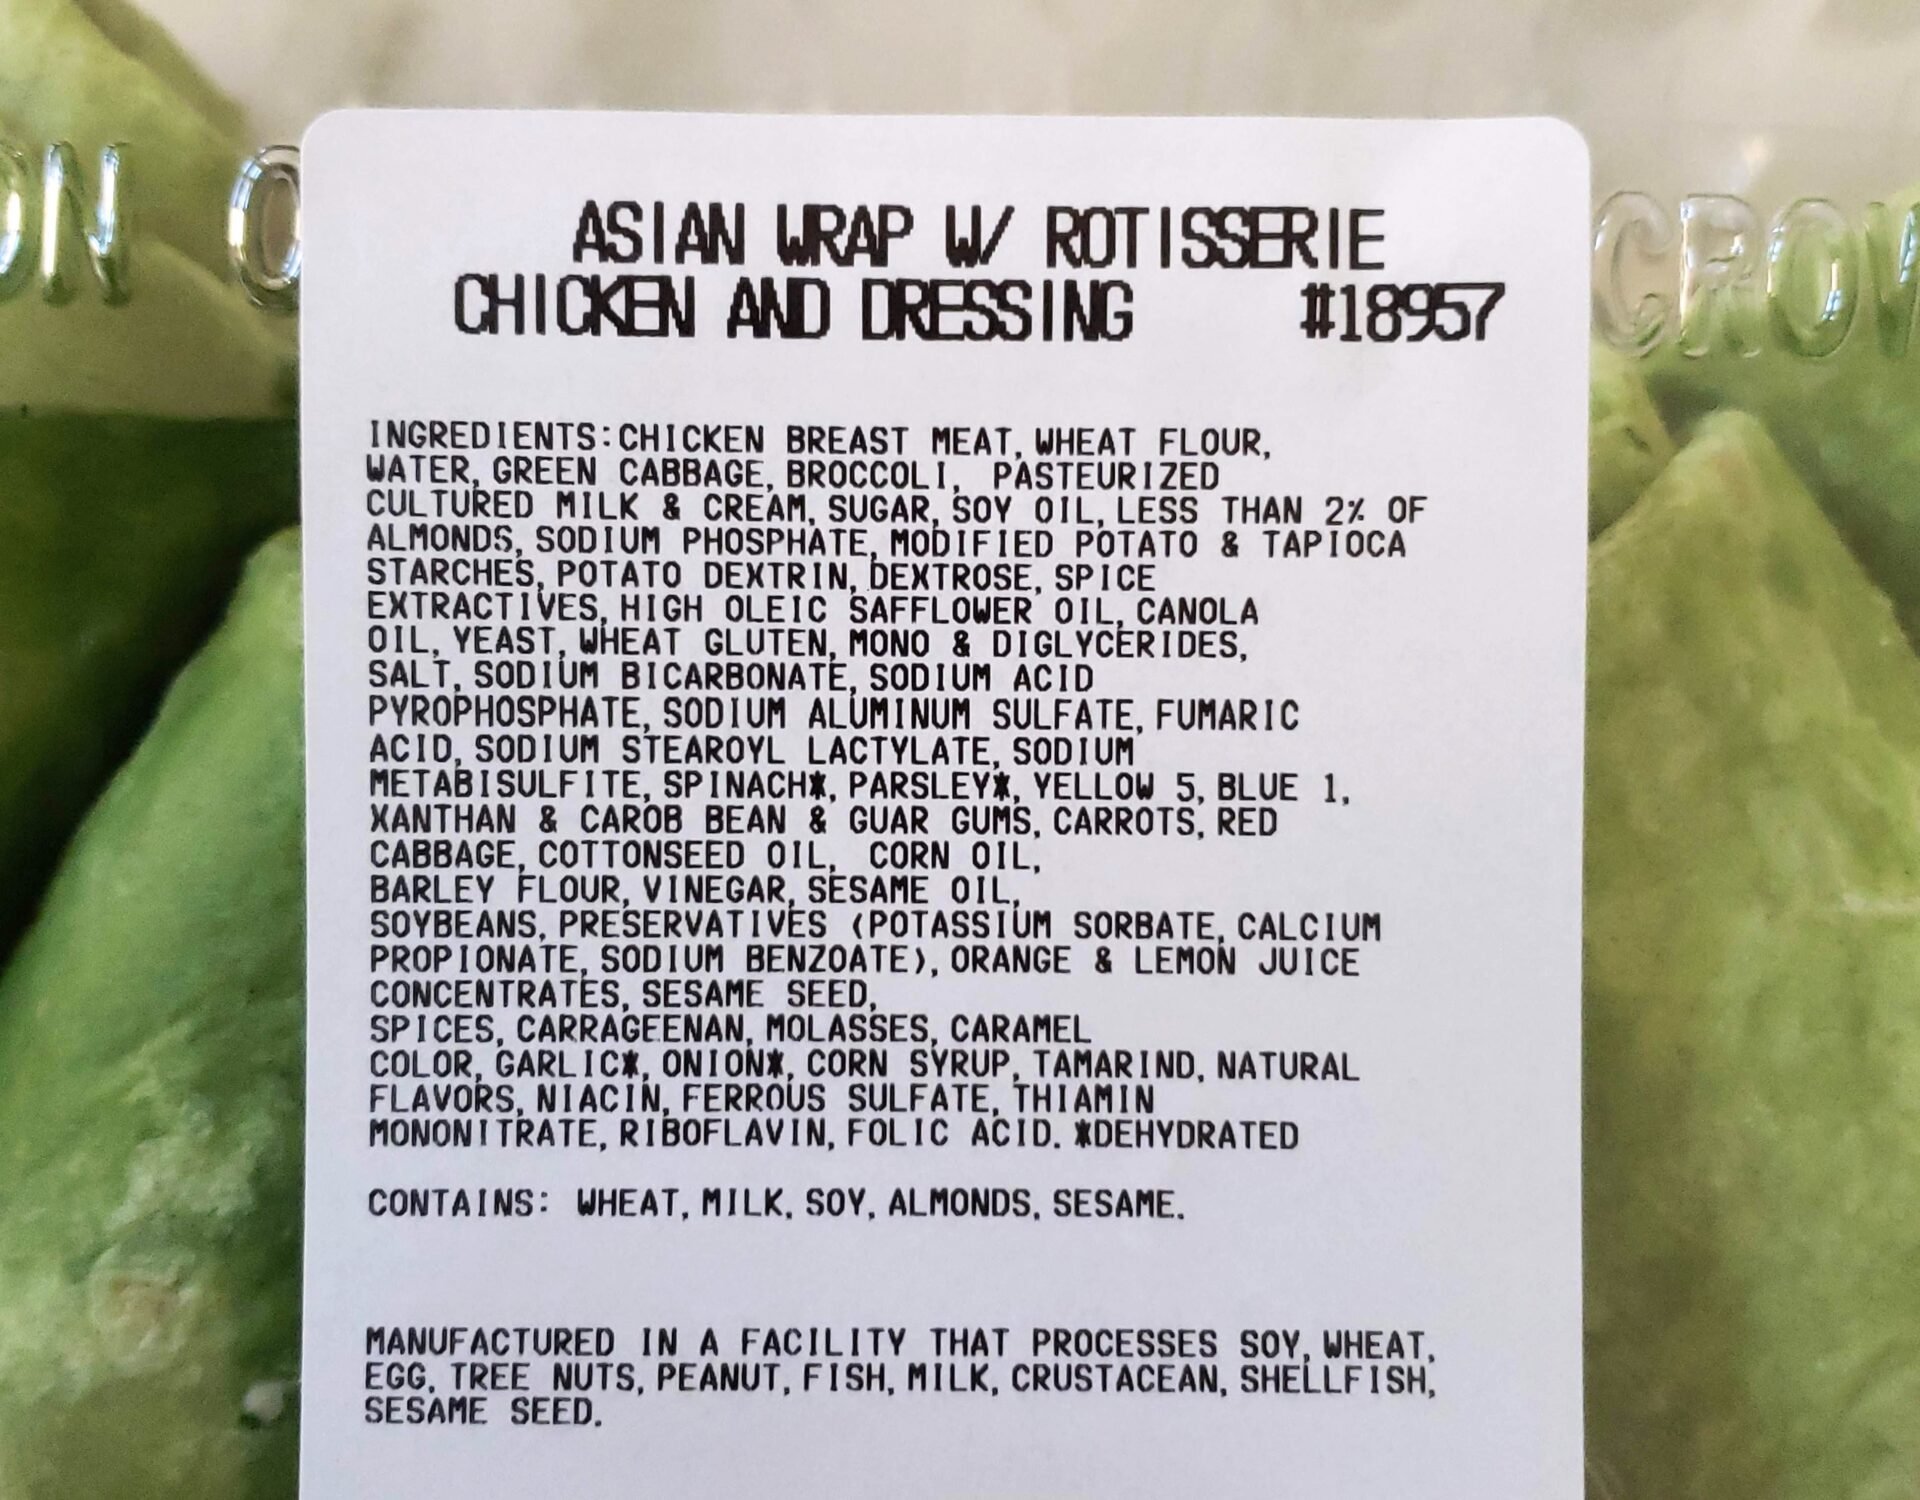 ON O
CROW
ASIAN WRAP W/ ROTISSERIE
CHICKEN AND DRESSING #18957
INGREDIENTS:CHICKEN BREAST MEAT, WHEAT FLOUR,
WATER, GREEN CABBAGE, BROCCOLI, PASTEURIZED
CULTURED MILK & CREAM, SUGAR, SOY OIL, LESS THAN 2% OF
ALMONDS, SODIUM PHOSPHATE, MODIFIED POTATO & TAPIOCA
STARCHES, POTATO DEXTRIN, DEXTROSE, SPICE
EXTRACTIVES, HIGH OLEIC SAFFLOWER OIL, CANOLA
OIL, YEAST, WHEAT GLUTEN, MONO & DIGLYCERIDES,
SALT, SODIUM BICARBONATE, SODIUM ACID
PYROPHOSPHATE, SODIUM ALUMINUM SULFATE, FUMARIC
ACID, SODIUM STEAROYL LACTYLATE, SODIUM
METABISULFITE, SPINACH*, PARSLEY*, YELLOW 5, BLUE 1,
XANTHAN & CAROB BEAN & GUAR GUMS, CARROTS, RED
CABBAGE, COTTONSEED OIL, CORN OIL,
BARLEY FLOUR, VINEGAR, SESAME OIL,
SOYBEANS, PRESERVATIVES (POTASSIUM SORBATE, CALCIUM
PROPIONATE, SODIUM BENZOATE), ORANGE & LEMON JUICE
CONCENTRATES, SESAME SEED,
SPICES, CARRAGEENAN, MOLASSES, CARAMEL
COLOR, GARLIC*, ONION*, CORN SYRUP, TAMARIND, NATURAL
FLAVORS, NIACIN, FERROUS SULFATE, THIAMIN
MONONITRATE, RIBOFLAVIN, FOLIC ACID. *DEHYDRATED
CONTAINS: WHEAT, MILK, SOY, ALMONDS, SESAME.
MANUFACTURED IN A FACILITY THAT PROCESSES SOY, WHEAT,
EGG, TREE NUTS, PEANUT, FISH, MILK, CRUSTACEAN, SHELLFISH,
SESAME SEED.